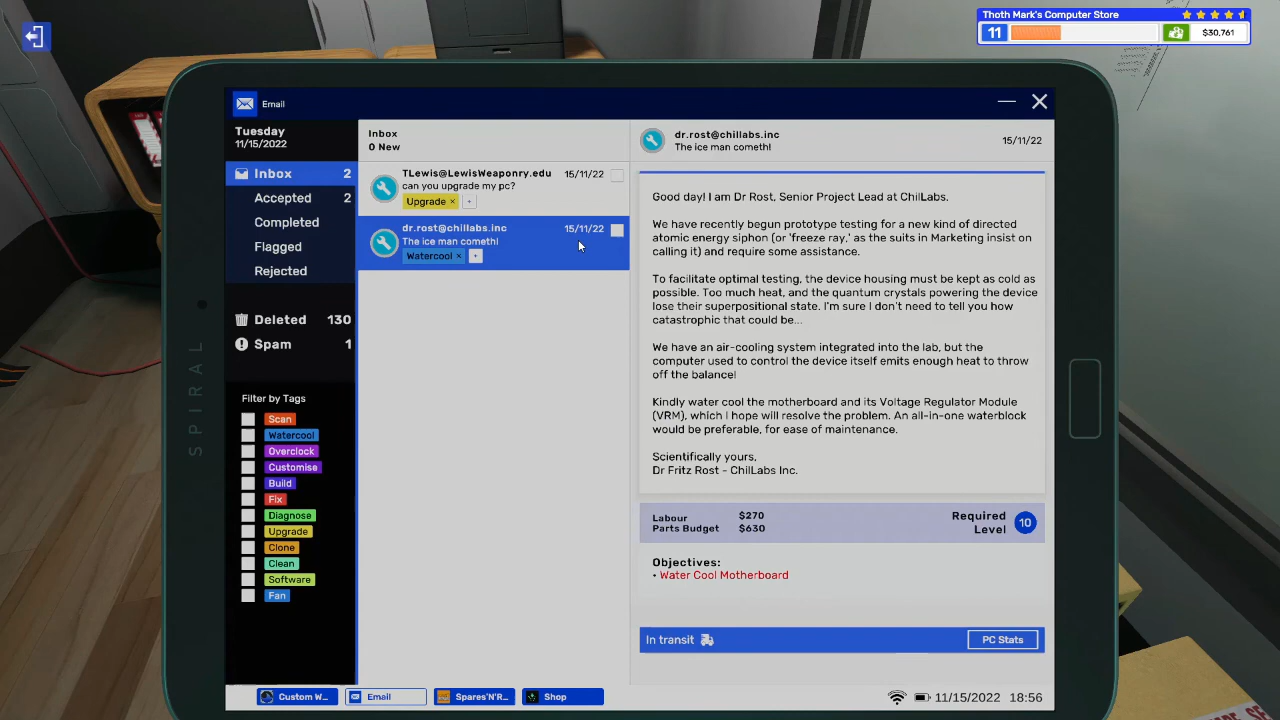 Thoth Mark's Computer Store
11
$30,761
Email
Tuesday
11/15/2022
Inbox 2
Accepted 2
Completed
Flagged
Rejected
Deleted 130
Spam 1
Filter by Tags
Scan
Watercool
Overclock
Customise
Build
Fix
Diagnose
Upgrade
Clone
Clean
Software
Fan
Inbox
0 New
TLewis@LewisWeaponry.edu 15/11/22
can you upgrade my pc?
Upgrade × +
dr.rost@chillabs.inc 15/11/22
The ice man cometh!
Watercool × +
dr.rost@chillabs.inc
The ice man cometh!
15/11/22
Good day! I am Dr Rost, Senior Project Lead at ChilLabs.
We have recently begun prototype testing for a new kind of directed
atomic energy siphon (or 'freeze ray,' as the suits in Marketing insist on
calling it) and require some assistance.
To facilitate optimal testing, the device housing must be kept as cold as
possible. Too much heat, and the quantum crystals powering the device
lose their superpositional state. I'm sure I don't need to tell you how
catastrophic that could be...
We have an air-cooling system integrated into the lab, but the
computer used to control the device itself emits enough heat to throw
off the balance!
Kindly water cool the motherboard and its Voltage Regulator Module
(VRM), which I hope will resolve the problem. An all-in-one waterblock
would be preferable, for ease of maintenance.
Scientifically yours,
Dr Fritz Rost - ChilLabs Inc.
Labour $270
Parts Budget $630
Required
Level 10
Objectives:
• Water Cool Motherboard
In transit
PC Stats
SPIRAL
Custom W...
Email
Spares'N'R...
Shop
11/15/2022 18:56